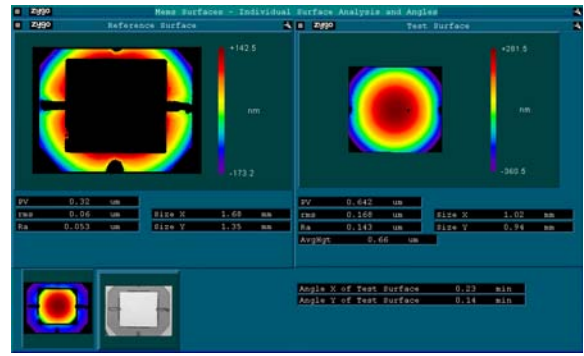 zygo Mems Surfaces - Individual Surface Analysis and Angles
zygo Reference Surface
+142.5
nm
-173.2
PV 0.32 um
rms 0.06 um Size X 1.68 mm
Ra 0.053 um Size Y 1.35 mm
zygo Test Surface
+281.5
nm
-360.5
PV 0.642 um
rms 0.168 um Size X 1.02 mm
Ra 0.143 um Size Y 0.94 mm
AvgHgt 0.66 um
Angle X of Test Surface 0.23 min
Angle Y of Test Surface 0.14 min